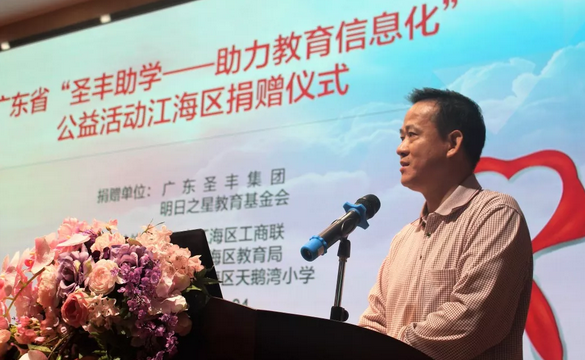 广东省“圣丰助学——助力教育信息化”
公益活动江海区捐赠仪式
捐赠单位：广东圣丰集团
明日之星教育基金会
海区工商联
海区教育局
区天鹅湾小学